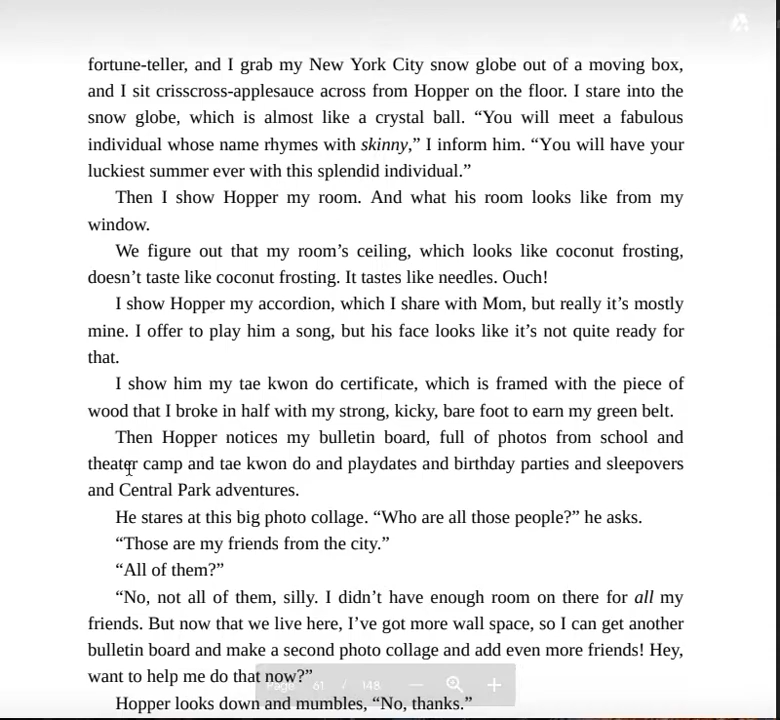 fortune-teller, and I grab my New York City snow globe out of a moving box,
and I sit crisscross-applesauce across from Hopper on the floor. I stare into the
snow globe, which is almost like a crystal ball. “You will meet a fabulous
individual whose name rhymes with skinny,” I inform him. “You will have your
luckiest summer ever with this splendid individual.”
Then I show Hopper my room. And what his room looks like from my
window.
We figure out that my room’s ceiling, which looks like coconut frosting,
doesn’t taste like coconut frosting. It tastes like needles. Ouch!
I show Hopper my accordion, which I share with Mom, but really it’s mostly
mine. I offer to play him a song, but his face looks like it’s not quite ready for
that.
I show him my tae kwon do certificate, which is framed with the piece of
wood that I broke in half with my strong, kicky, bare foot to earn my green belt.
Then Hopper notices my bulletin board, full of photos from school and
theater camp and tae kwon do and playdates and birthday parties and sleepovers
and Central Park adventures.
He stares at this big photo collage. “Who are all those people?” he asks.
“Those are my friends from the city.”
“All of them?”
“No, not all of them, silly. I didn’t have enough room on there for all my
friends. But now that we live here, I’ve got more wall space, so I can get another
bulletin board and make a second photo collage and add even more friends! Hey,
want to help me do that now?”
Page 61 / 148
Hopper looks down and mumbles, “No, thanks.”